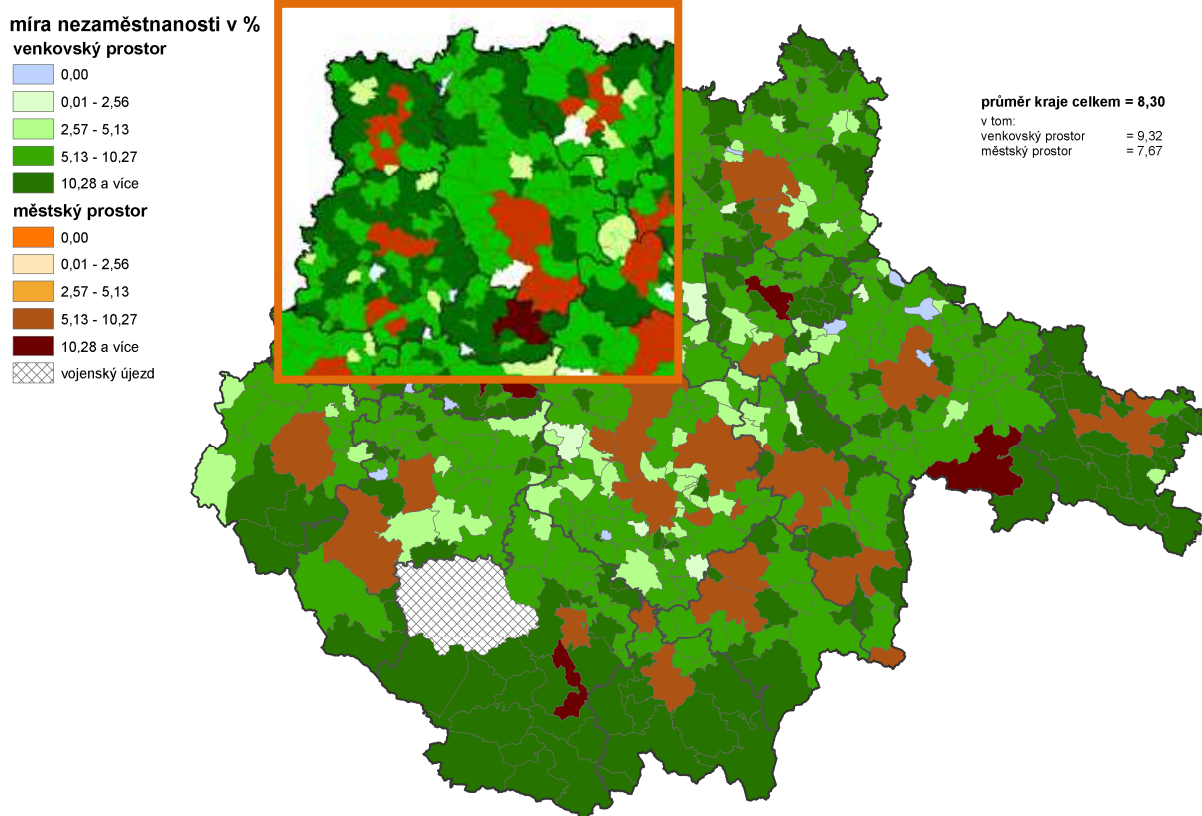 míra nezaměstnanosti v %
venkovský prostor
0,00
0,01 - 2,56
2,57 - 5,13
5,13 - 10,27
10,28 a více
městský prostor
0,00
0,01 - 2,56
2,57 - 5,13
5,13 - 10,27
10,28 a více
vojenský újezd
průměr kraje celkem = 8,30
v tom:
venkovský prostor = 9,32
městský prostor = 7,67